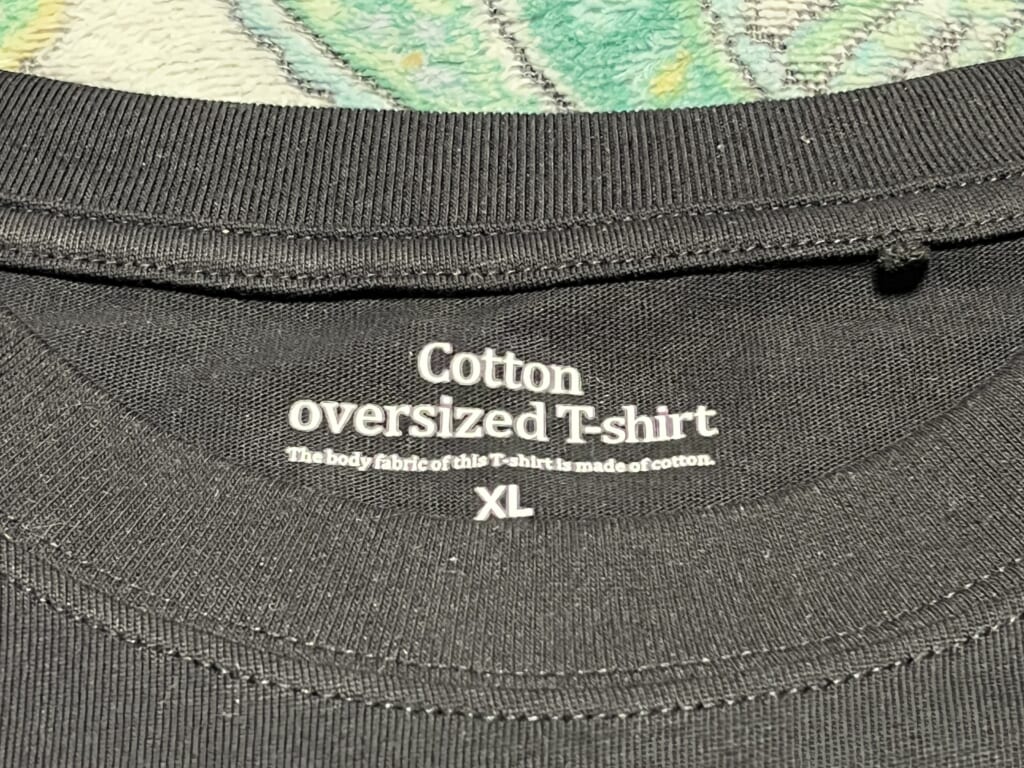 Cotton
oversized T-shirt
The body fabric of this T-shirt is made of cotton.
XL